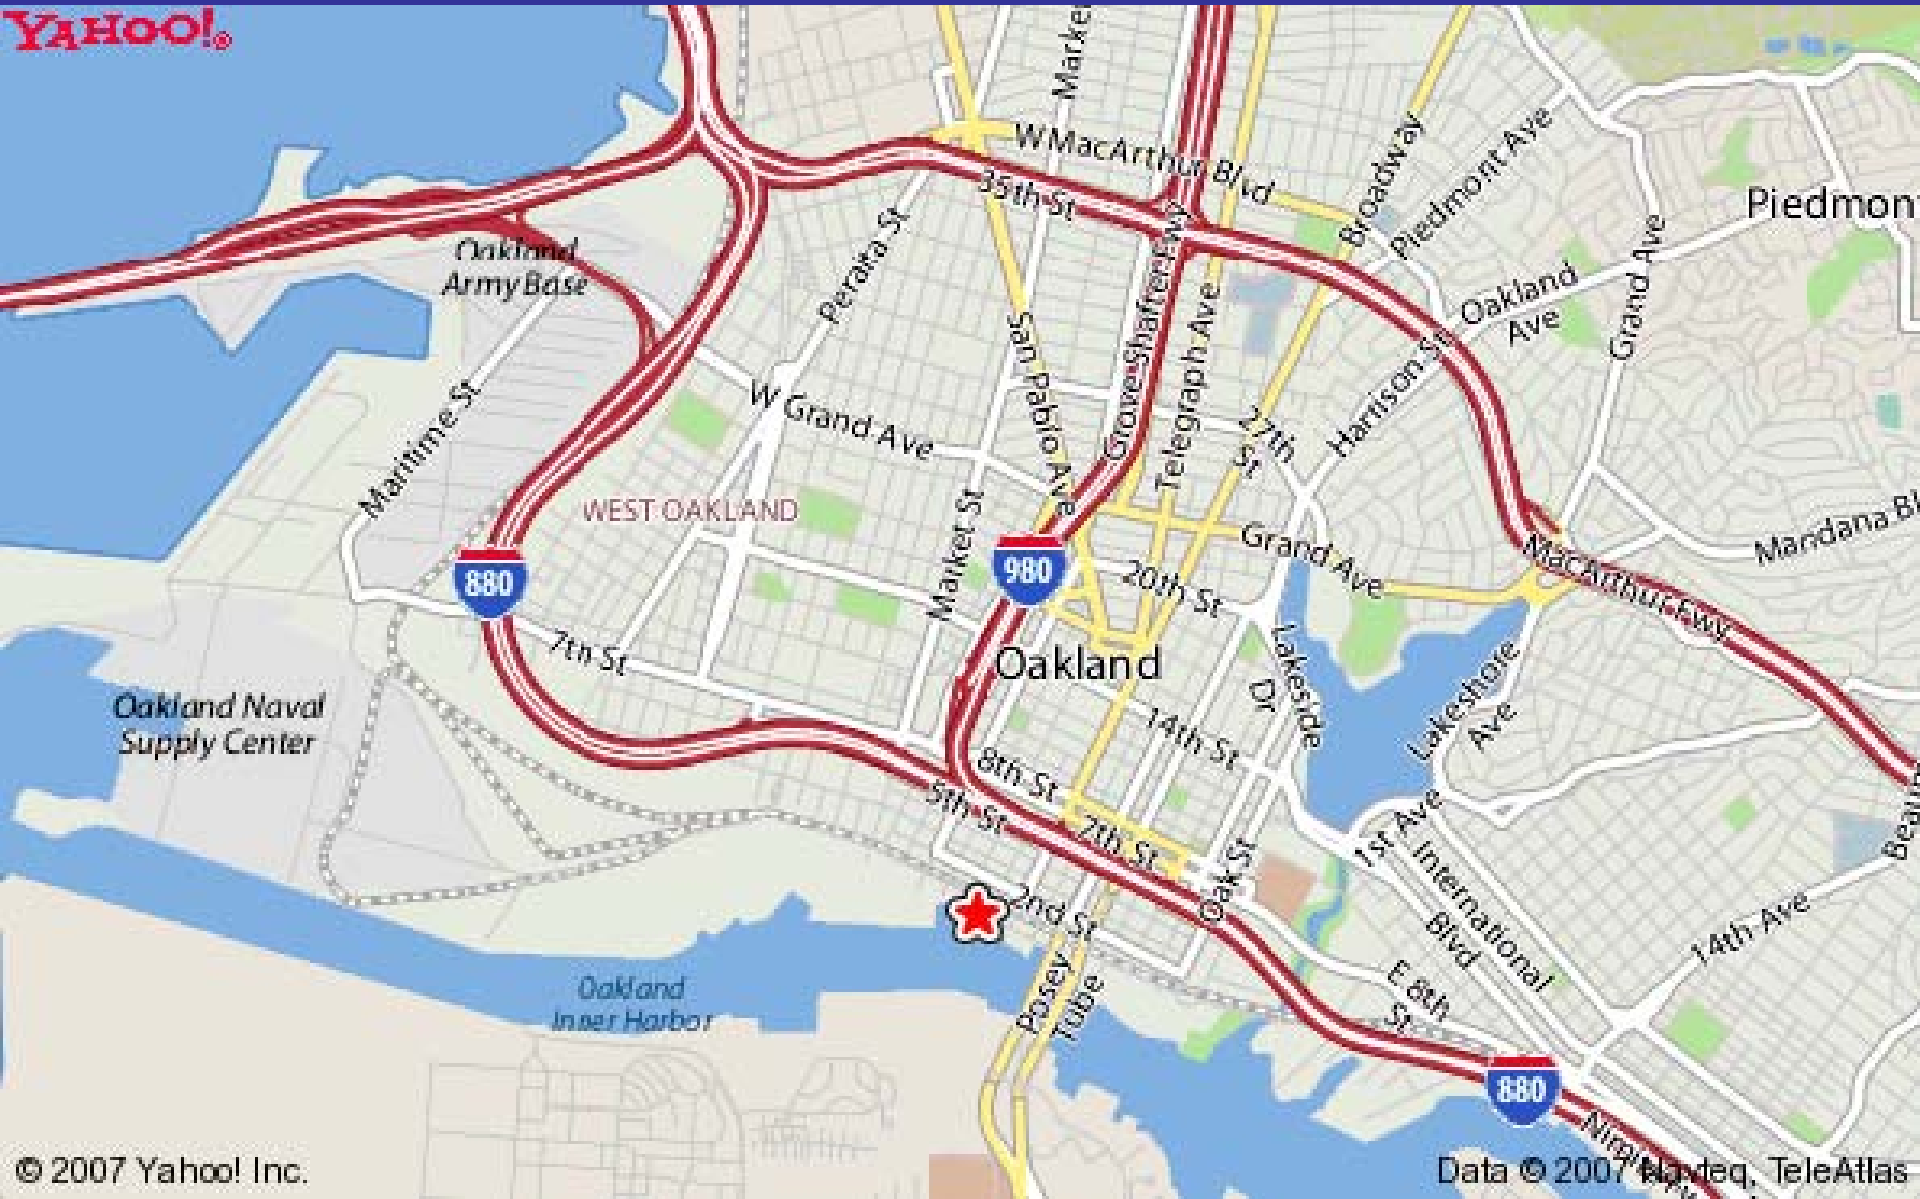 YAHOO!®
Market
W MacArthur Blvd
35th St
Broadway
Piedmont Ave
Piedmon
Oakland
Army Base
Peralta St
Grove-Shafter Fwy
Telegraph Ave
San Pablo Ave
Oakland
Ave
Grand Ave
Harrison St
Maritime St
W Grand Ave
27th
St
WEST OAKLAND
Market St
880
980
Grand Ave
20th St
Mandana Bl
MacArthur Fwy
7th St
Oakland
Lakeside
Dr
Lakeshore
Ave
Oakland Naval
Supply Center
14th St
8th St
5th St
7th St
Oak St
1st Ave
International
Blvd
14th Ave
2nd St
Posey
Tube
E 8th
St
Oakland
Inner Harbor
880
© 2007 Yahoo! Inc.
Data © 2007 Navteq, TeleAtlas